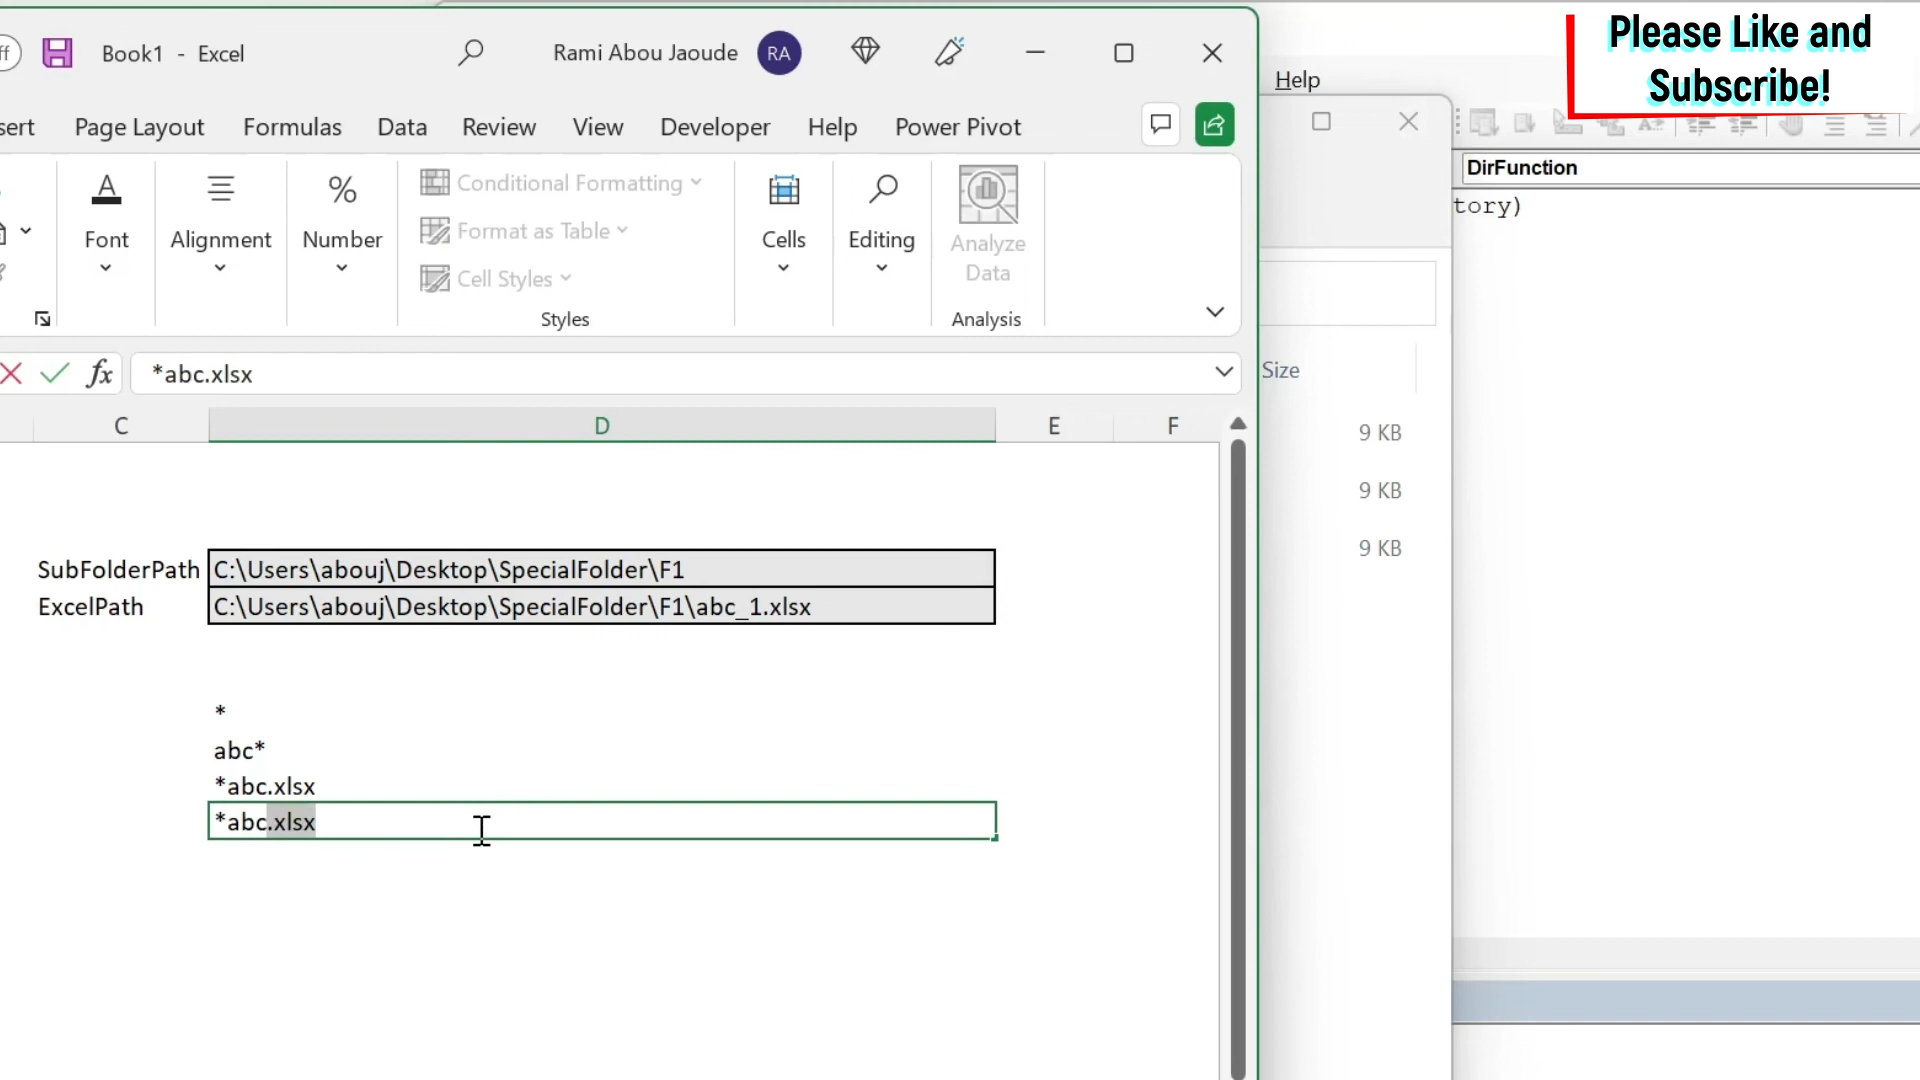 Please Like and
Subscribe!
ff
Book1 - Excel
Rami Abou Jaoude
RA
Help
sert
Page Layout
Formulas
Data
Review
View
Developer
Help
Power Pivot
DirFunction
tory)
Font
Alignment
%
Number
Conditional Formatting
Format as Table
Cell Styles
Styles
Cells
Editing
Analyze
Data
Analysis
fx
*abc.xlsx
Size
C
D
E
F
9 KB
9 KB
9 KB
SubFolderPath
C:\Users\abouj\Desktop\SpecialFolder\F1
ExcelPath
C:\Users\abouj\Desktop\SpecialFolder\F1\abc_1.xlsx
*
abc*
*abc.xlsx
*abc.xlsx